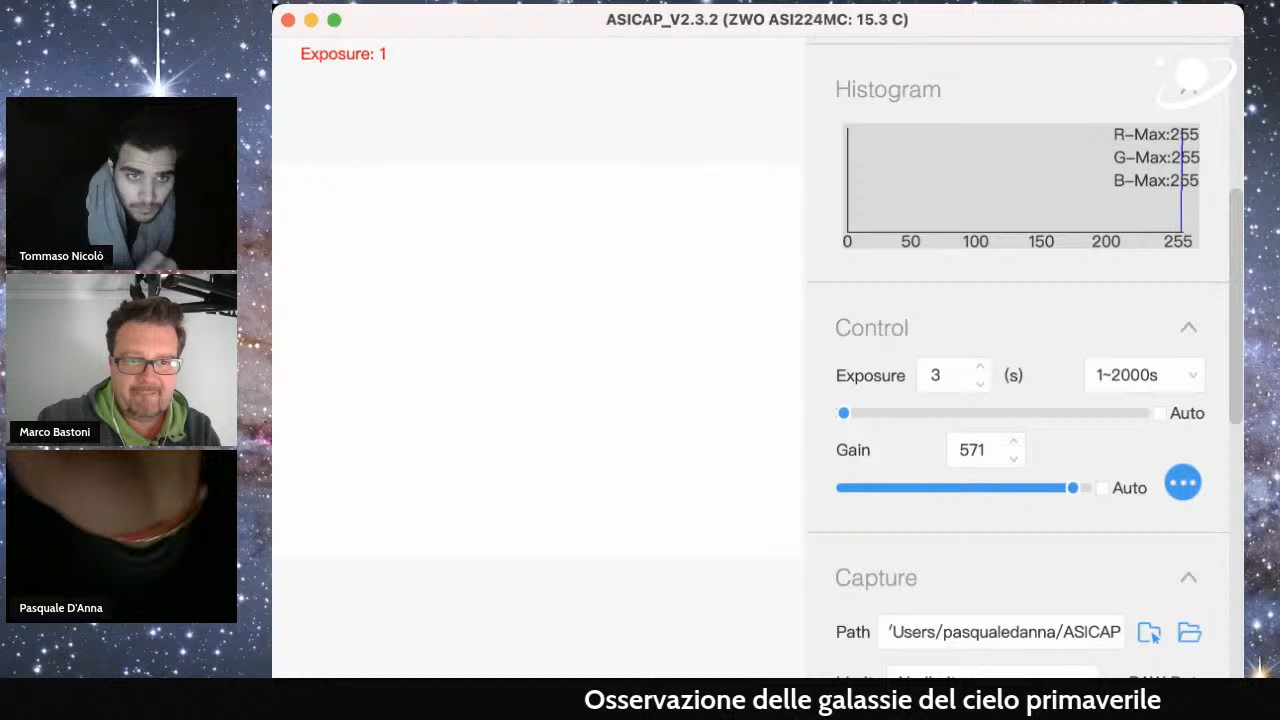 ASICAP_V2.3.2 (ZWO ASI224MC: 15.3 C)
Exposure: 1
Histogram
R-Max:255
G-Max:255
B-Max:255
0 50 100 150 200 255
Control
Exposure 3 (s) 1~2000s
Auto
Gain 571
Auto
Capture
Path 'Users/pasqualedanna/ASICAP
Tommaso Nicolò
Marco Bastoni
Pasquale D'Anna
Osservazione delle galassie del cielo primaverile